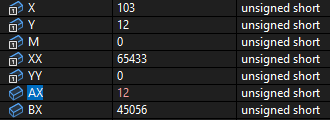 X 103 unsigned short
Y 12 unsigned short
M 0 unsigned short
XX 65433 unsigned short
YY 0 unsigned short
AX 12 unsigned short
BX 45056 unsigned short